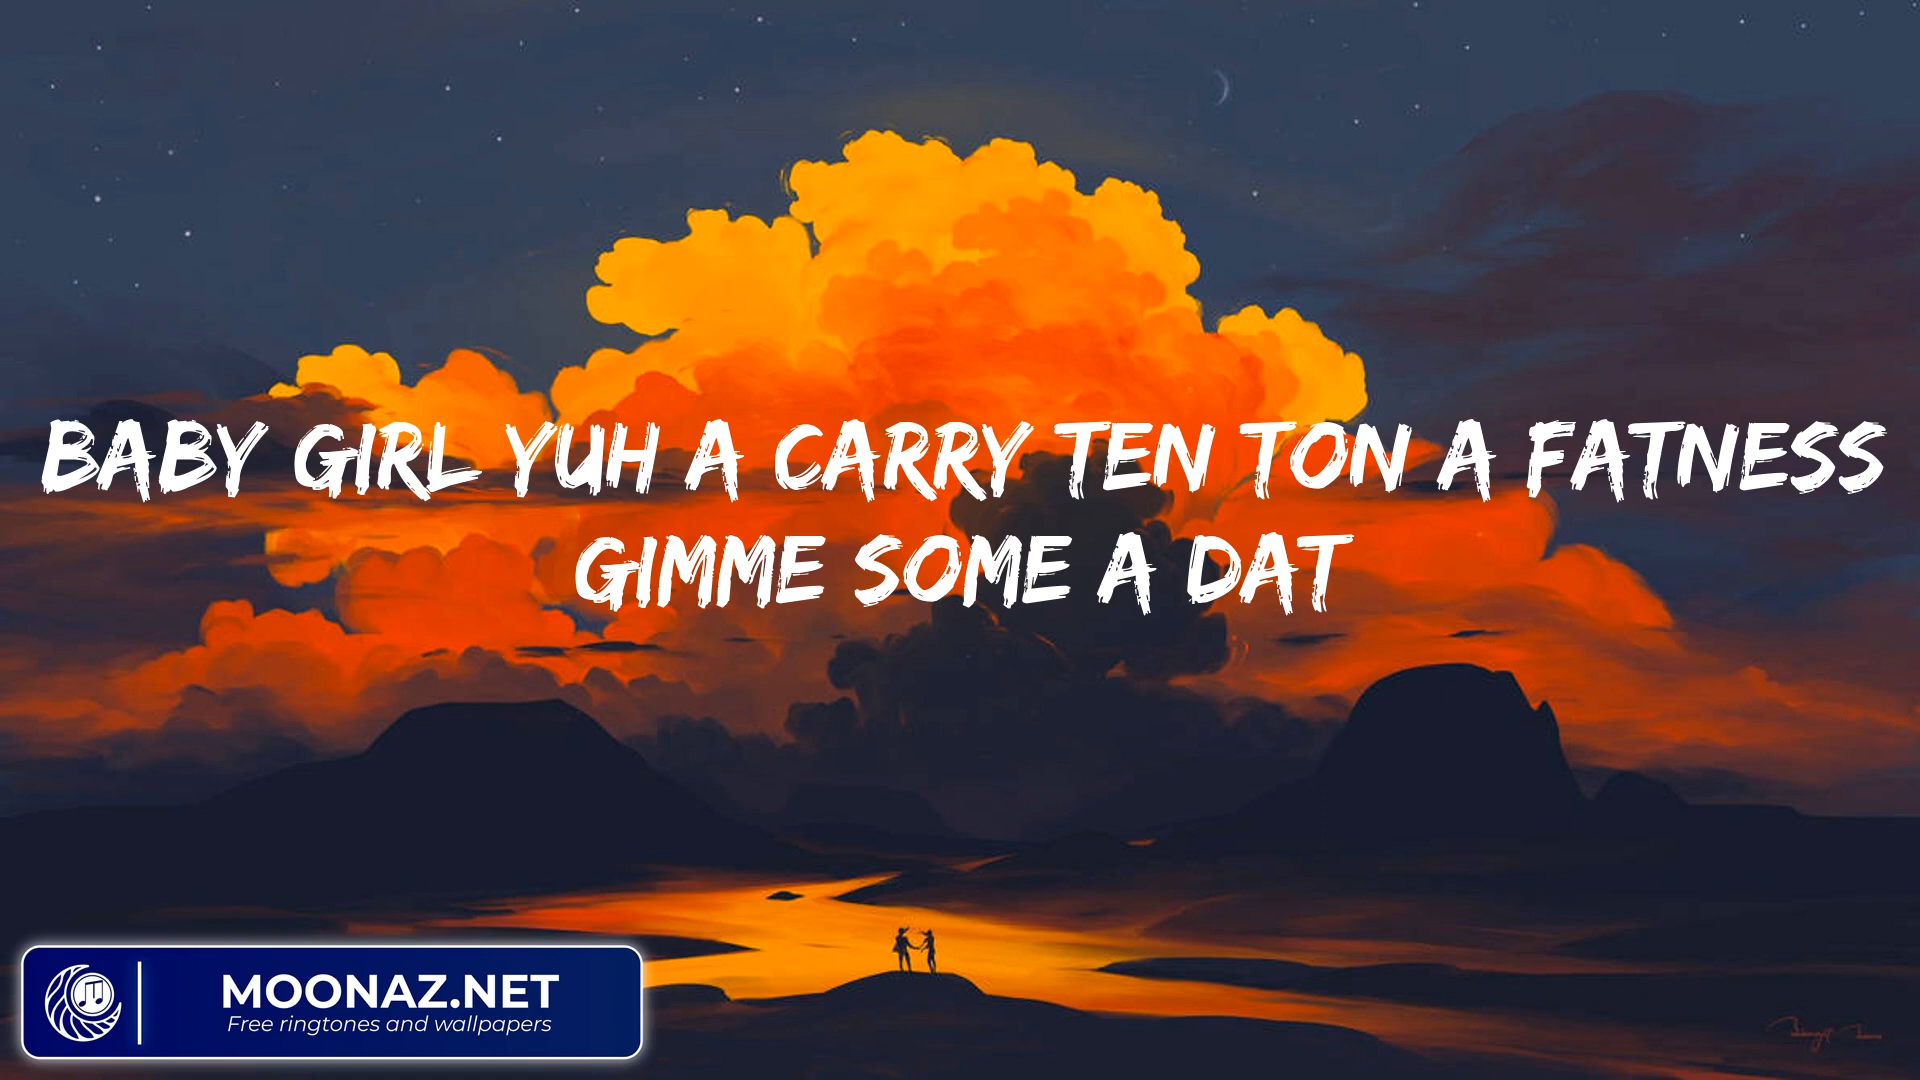 BABY GIRL YUH A CARRY TEN TON A FATNESS
GIMME SOME A DAT
MOONAZ.NET
Free ringtones and wallpapers